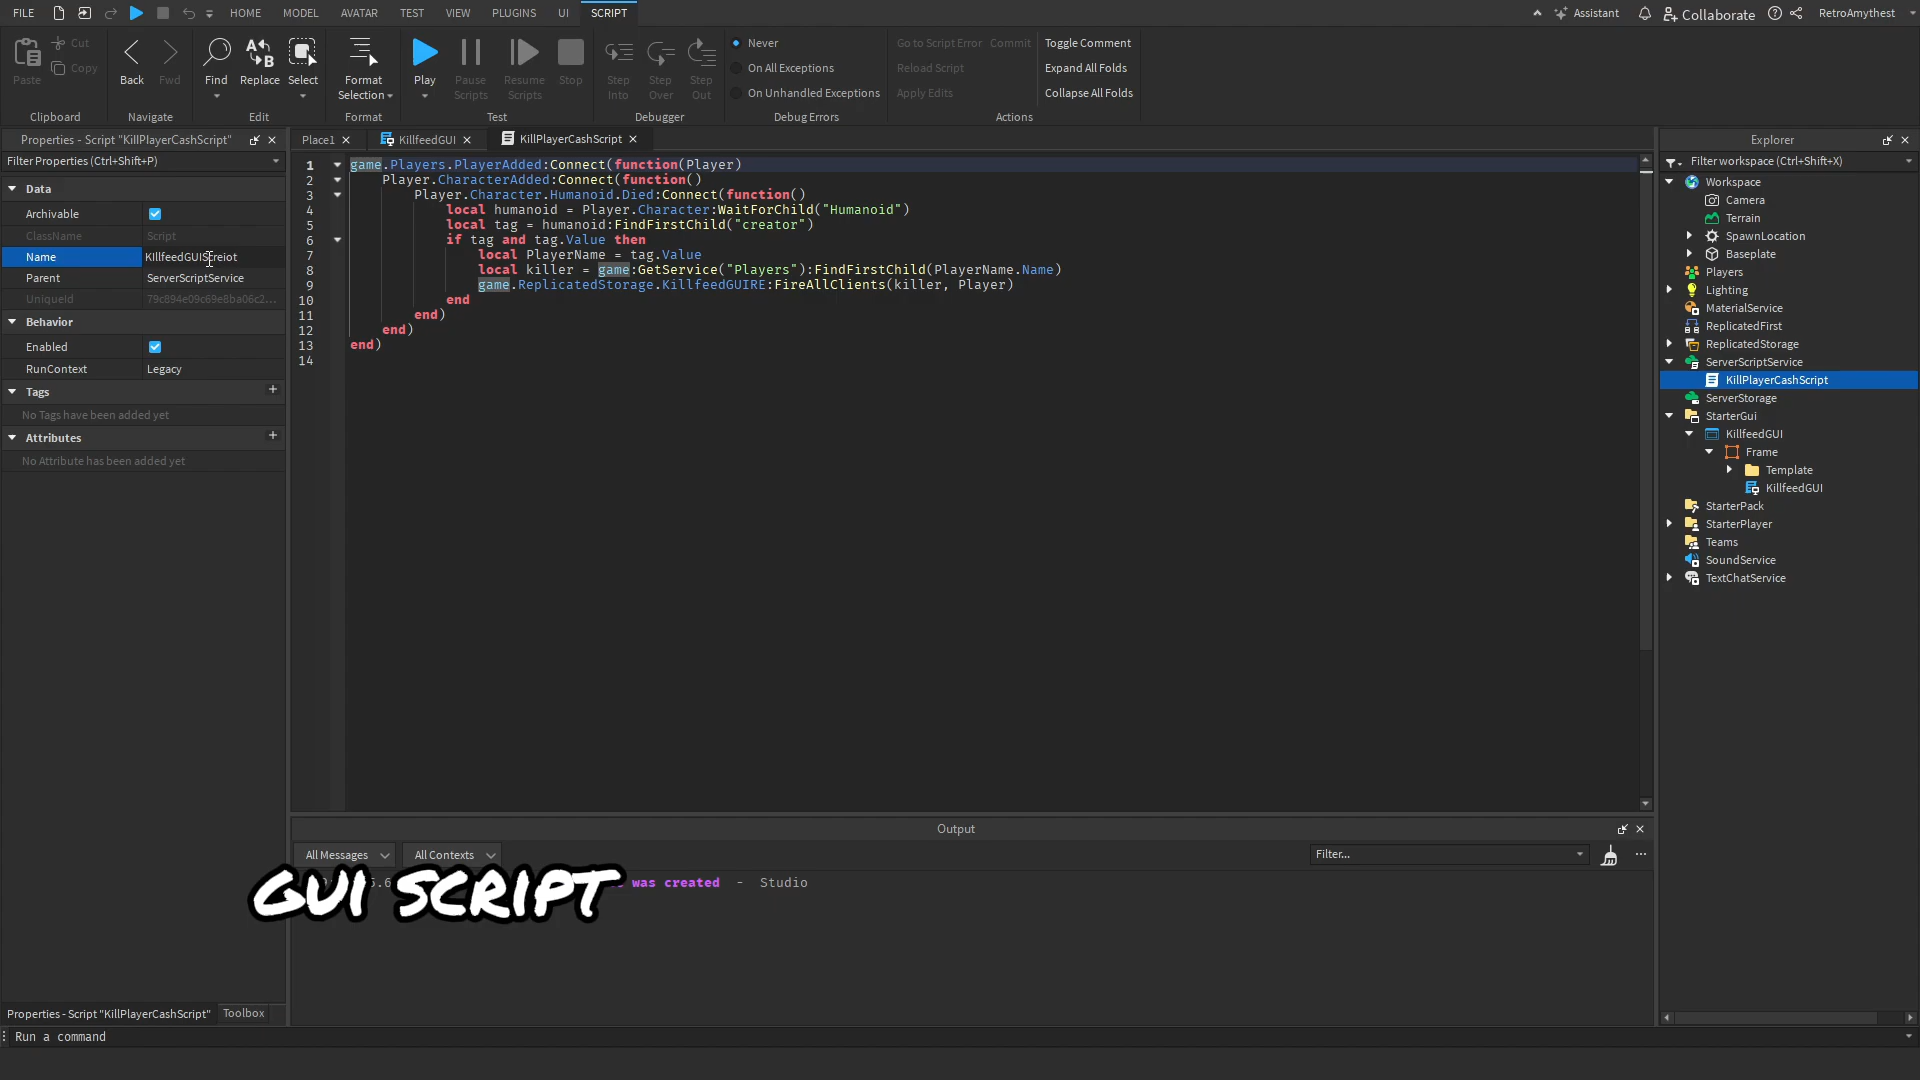 FILE HOME MODEL AVATAR TEST VIEW PLUGINS UI SCRIPT Assistant Collaborate RetroAmythest
Paste Cut Copy
Back Fwd
Find Replace Select
Format Selection
Play Pause Scripts Resume Scripts Stop
Step Into Step Over Step Out
Never
On All Exceptions
On Unhandled Exceptions
Go to Script Error Commit
Reload Script
Apply Edits
Toggle Comment
Expand All Folds
Collapse All Folds
Clipboard Navigate Edit Format Test Debugger Debug Errors Actions
Properties - Script "KillPlayerCashScript"
Filter Properties (Ctrl+Shift+P)
Data
Archivable
ClassName Script
Name KIllfeedGUISreiot
Parent ServerScriptService
UniqueId 79c894e09c69e8ba06c2...
Behavior
Enabled
RunContext Legacy
Tags
No Tags have been added yet
Attributes
No Attribute has been added yet
Properties - Script "KillPlayerCashScript" Toolbox
Place1 KillfeedGUI KillPlayerCashScript
1 game.Players.PlayerAdded:Connect(function(Player)
2 Player.CharacterAdded:Connect(function()
3 Player.Character.Humanoid.Died:Connect(function()
4 local humanoid = Player.Character:WaitForChild("Humanoid")
5 local tag = humanoid:FindFirstChild("creator")
6 if tag and tag.Value then
7 local PlayerName = tag.Value
8 local killer = game:GetService("Players"):FindFirstChild(PlayerName.Name)
9 game.ReplicatedStorage.KillfeedGUIRE:FireAllClients(killer, Player)
10 end
11 end)
12 end)
13 end)
14
Output
All Messages All Contexts Filter...
was created - Studio
GUI SCRIPT
Explorer
Filter workspace (Ctrl+Shift+X)
Workspace
Camera
Terrain
SpawnLocation
Baseplate
Players
Lighting
MaterialService
ReplicatedFirst
ReplicatedStorage
ServerScriptService
KillPlayerCashScript
ServerStorage
StarterGui
KillfeedGUI
Frame
Template
KillfeedGUI
StarterPack
StarterPlayer
Teams
SoundService
TextChatService
Run a command